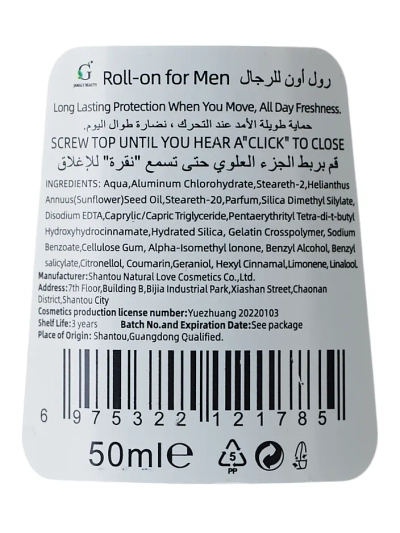 G
Roll-on for Men رول أون للرجال
Long Lasting Protection When You Move, All Day Freshness.
حماية طويلة الأمد عند التحرك ، نضارة طوال اليوم.
SCREW TOP UNTIL YOU HEAR A"CLICK" TO CLOSE
قم بربط الجزء العلوي حتى تسمع "نقرة" للإغلاق
INGREDIENTS: Aqua,Aluminum Chlorohydrate,Steareth-2,Helianthus
Annuus(Sunflower)Seed Oil,Steareth-20,Parfum,Silica Dimethyl Silylate,
Disodium EDTA,Caprylic/Capric Triglyceride,Pentaerythrityl Tetra-di-t-butyl
Hydroxyhydrocinnamate,Hydrated Silica, Gelatin Crosspolymer, Sodium
Benzoate,Cellulose Gum, Alpha-Isomethyl lonone, Benzyl Alcohol, Benzyl
salicylate,Citronellol, Coumarin,Geraniol, Hexyl Cinnamal,Limonene,Linalool.
Manufacturer:Shantou Natural Love Cosmetics Co.,Ltd.
Address:7th Floor,Building B,Bijia Industrial Park,Xiashan Street,Chaonan
District,Shantou City
Cosmetics production license number:Yuezhuang 20220103
Shelf Life:3 years Batch No.and Expiration Date:See package
Place of Origin: Shantou,Guangdong Qualified.
6 975322 121785
50ml℮ 5
PP